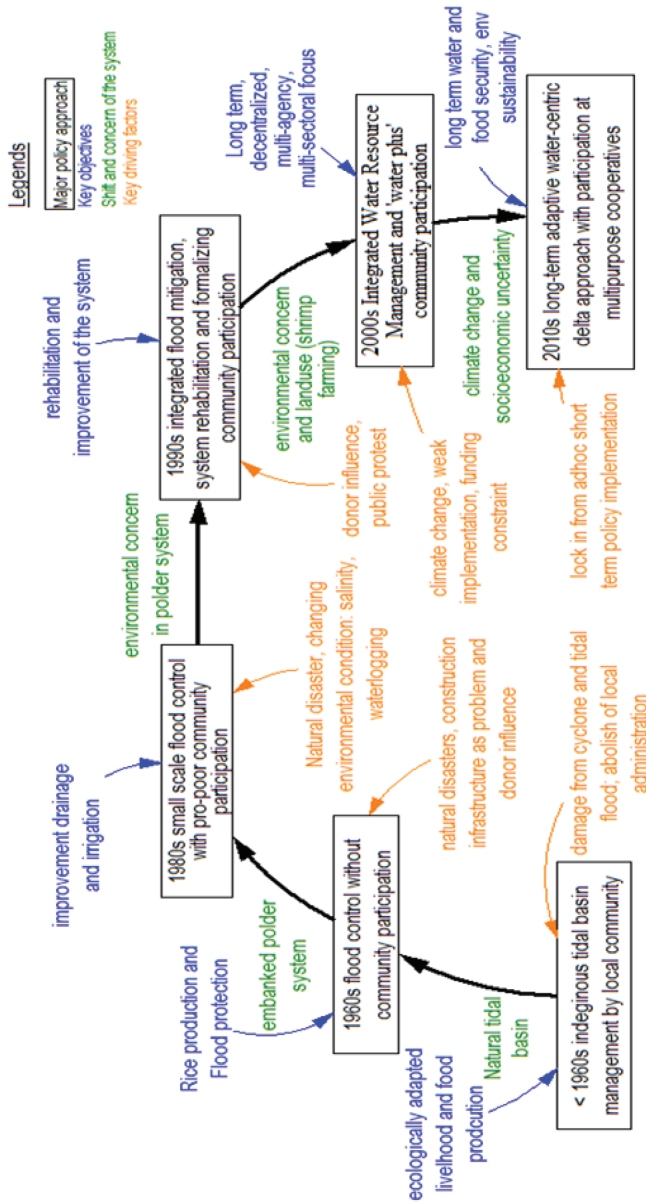 Legends
Major policy approach
Key objectives
Shift and concern of the system
Key driving factors
ecologically adapted
livelhood and food
prodcution
Natural tidal
basin
< 1960s indeginous tidal basin
management by local community
damage from cyclone and tidal
flood; abolish of local
administration
Rice production and
Flood protection
embanked polder
system
1960s flood control without
community participation
natural disasters, construction
infrastructure as problem and
donor influence
improvement drainage
and irrigation
1980s small scale flood control
with pro-poor community
participation
Natural disaster, changing
environmental condition: salinity,
waterlogging
environmental concern
in polder system
rehabilitation and
improvement of the system
1990s integrated flood mitigation,
system rehabilitation and formalizing
community participation
donor influence,
public protest
environmental concern
and landuse (shrimp
farming)
Long term,
decentralized,
multi-agency,
multi-sectoral focus
2000s Integrated Water Resource
Management and 'water plus'
community participation
climate change, weak
implementation, funding
constraint
climate change and
socioeconomic uncertainty
long term water and
food security, env
sustainability
2010s long-term adaptive water-centric
delta approach with participation at
multipurpose cooperatives
lock in from adhoc short
term policy implementation